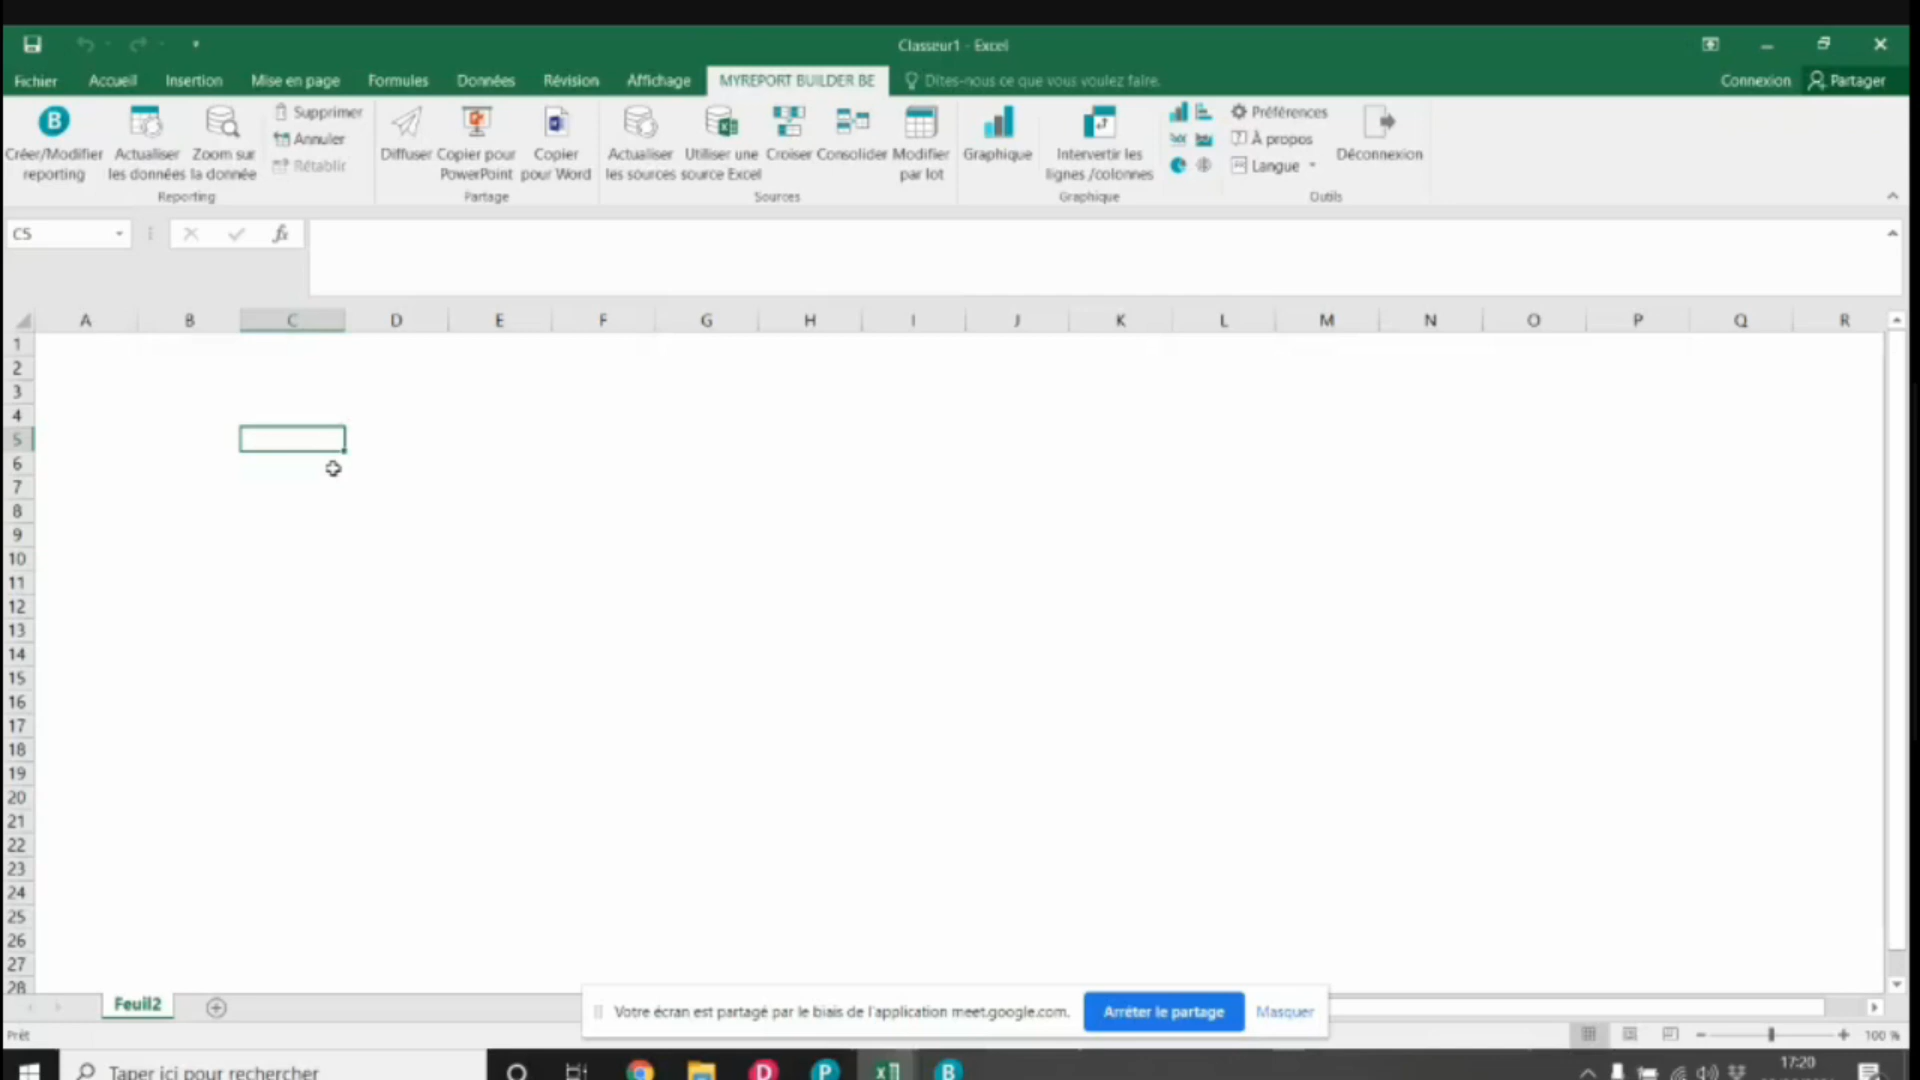 Classeur1 - Excel
Fichier Accueil Insertion Mise en page Formules Données Révision Affichage MYREPORT BUILDER BE Dites-nous ce que vous voulez faire. Connexion Partager
Créer/Modifier reporting
Actualiser les données
Zoom sur la donnée
Supprimer
Annuler
Rétablir
Reporting
Diffuser
Copier pour PowerPoint
Copier pour Word
Partage
Actualiser les sources
Utiliser une source Excel
Croiser
Consolider
Modifier par lot
Sources
Graphique
Intervertir les lignes /colonnes
Graphique
Préférences
À propos
Langue
Déconnexion
Outils
C5
fx
A B C D E F G H I J K L M N O P Q R
1
2
3
4
5
6
7
8
9
10
11
12
13
14
15
16
17
18
19
20
21
22
23
24
25
26
27
28
Feuil2
Votre écran est partagé par le biais de l'application meet.google.com. Arrêter le partage Masquer
Prêt
100 %
Taper ici pour rechercher
D P B
17:20